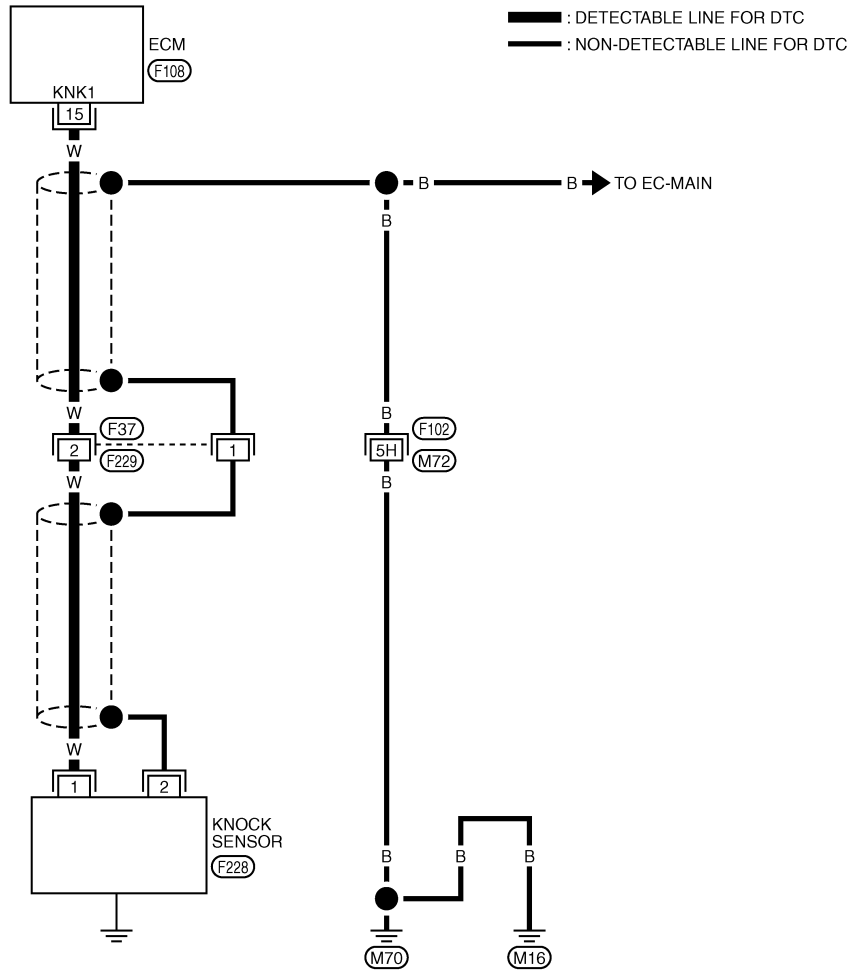 : DETECTABLE LINE FOR DTC
: NON-DETECTABLE LINE FOR DTC
ECM
F108
KNK1
15
W
B
B
TO EC-MAIN
B
W
B
F37
F102
2
1
5H
F229
M72
W
B
W
1
2
KNOCK
SENSOR
F228
B
B
B
M70
M16